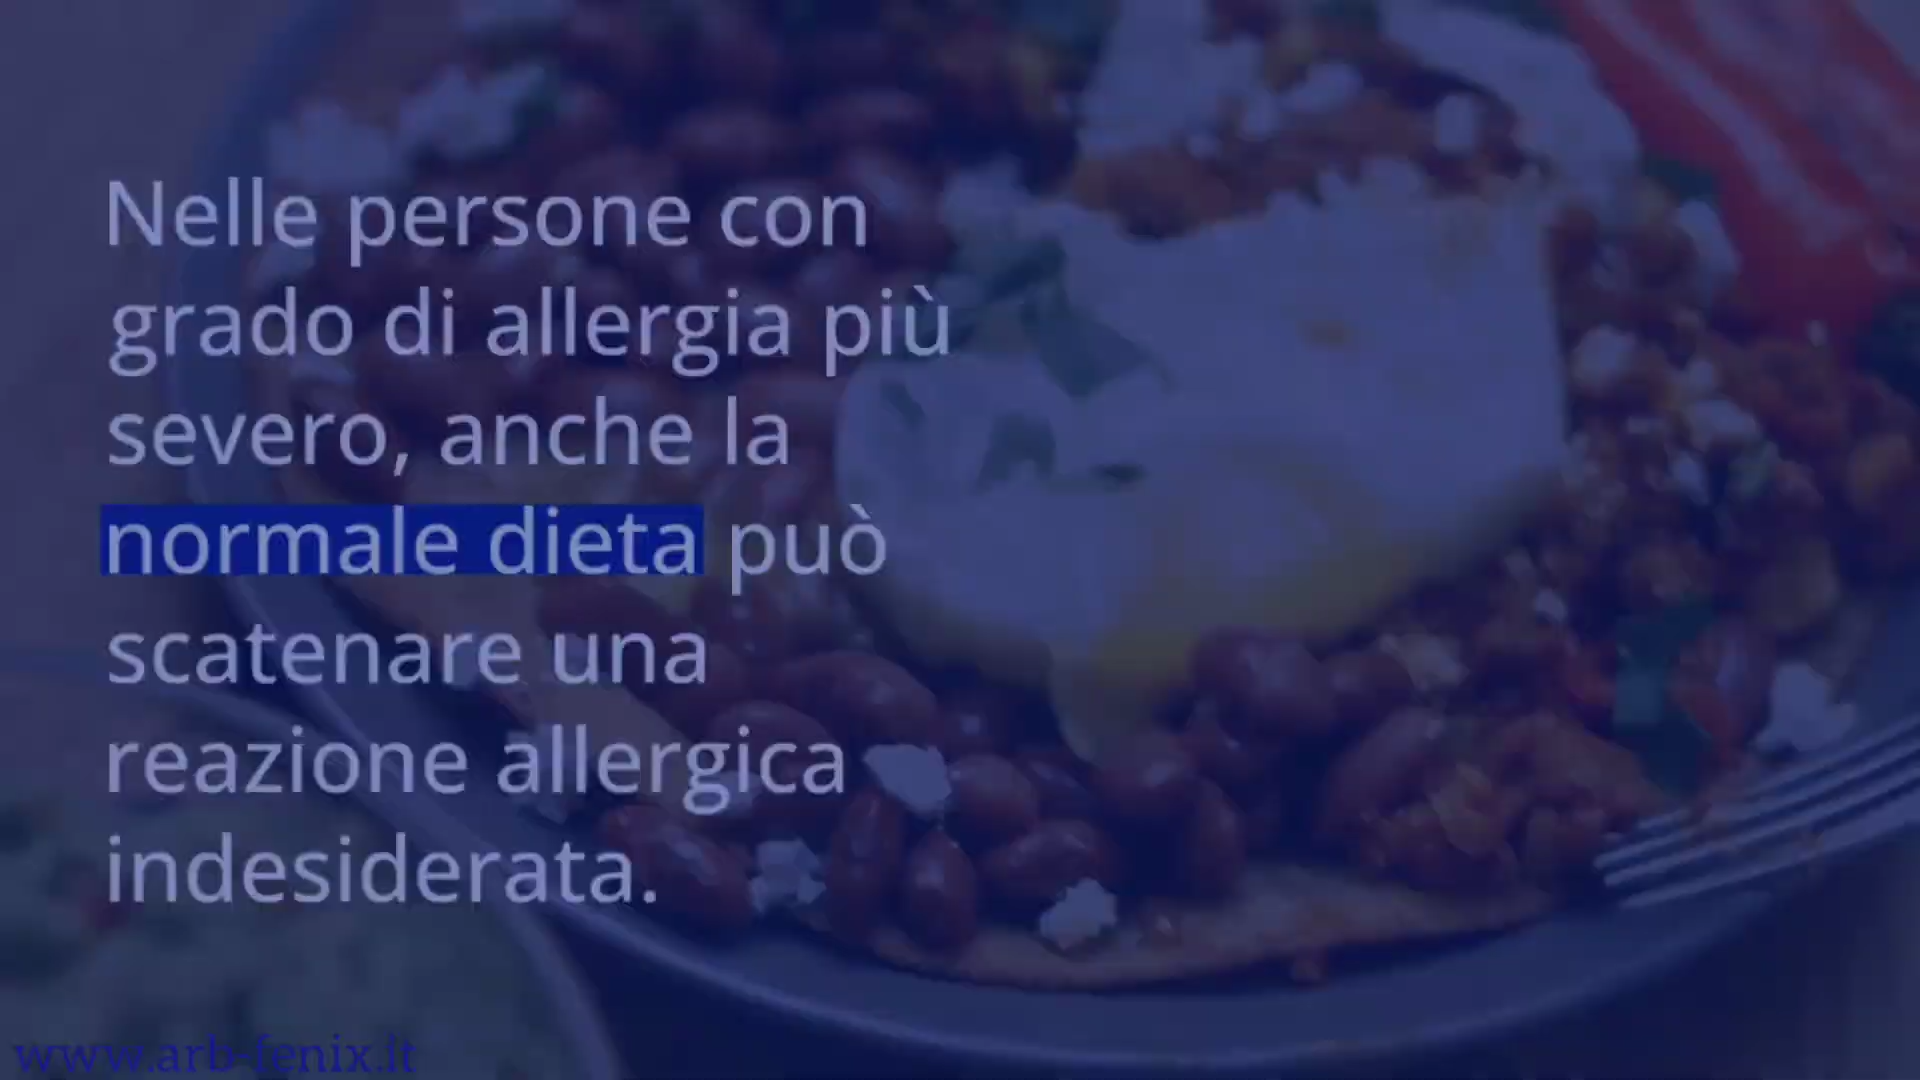 Nelle persone con
grado di allergia più
severo, anche la
normale dieta può
scatenare una
reazione allergica
indesiderata.
www.arb-fenix.it